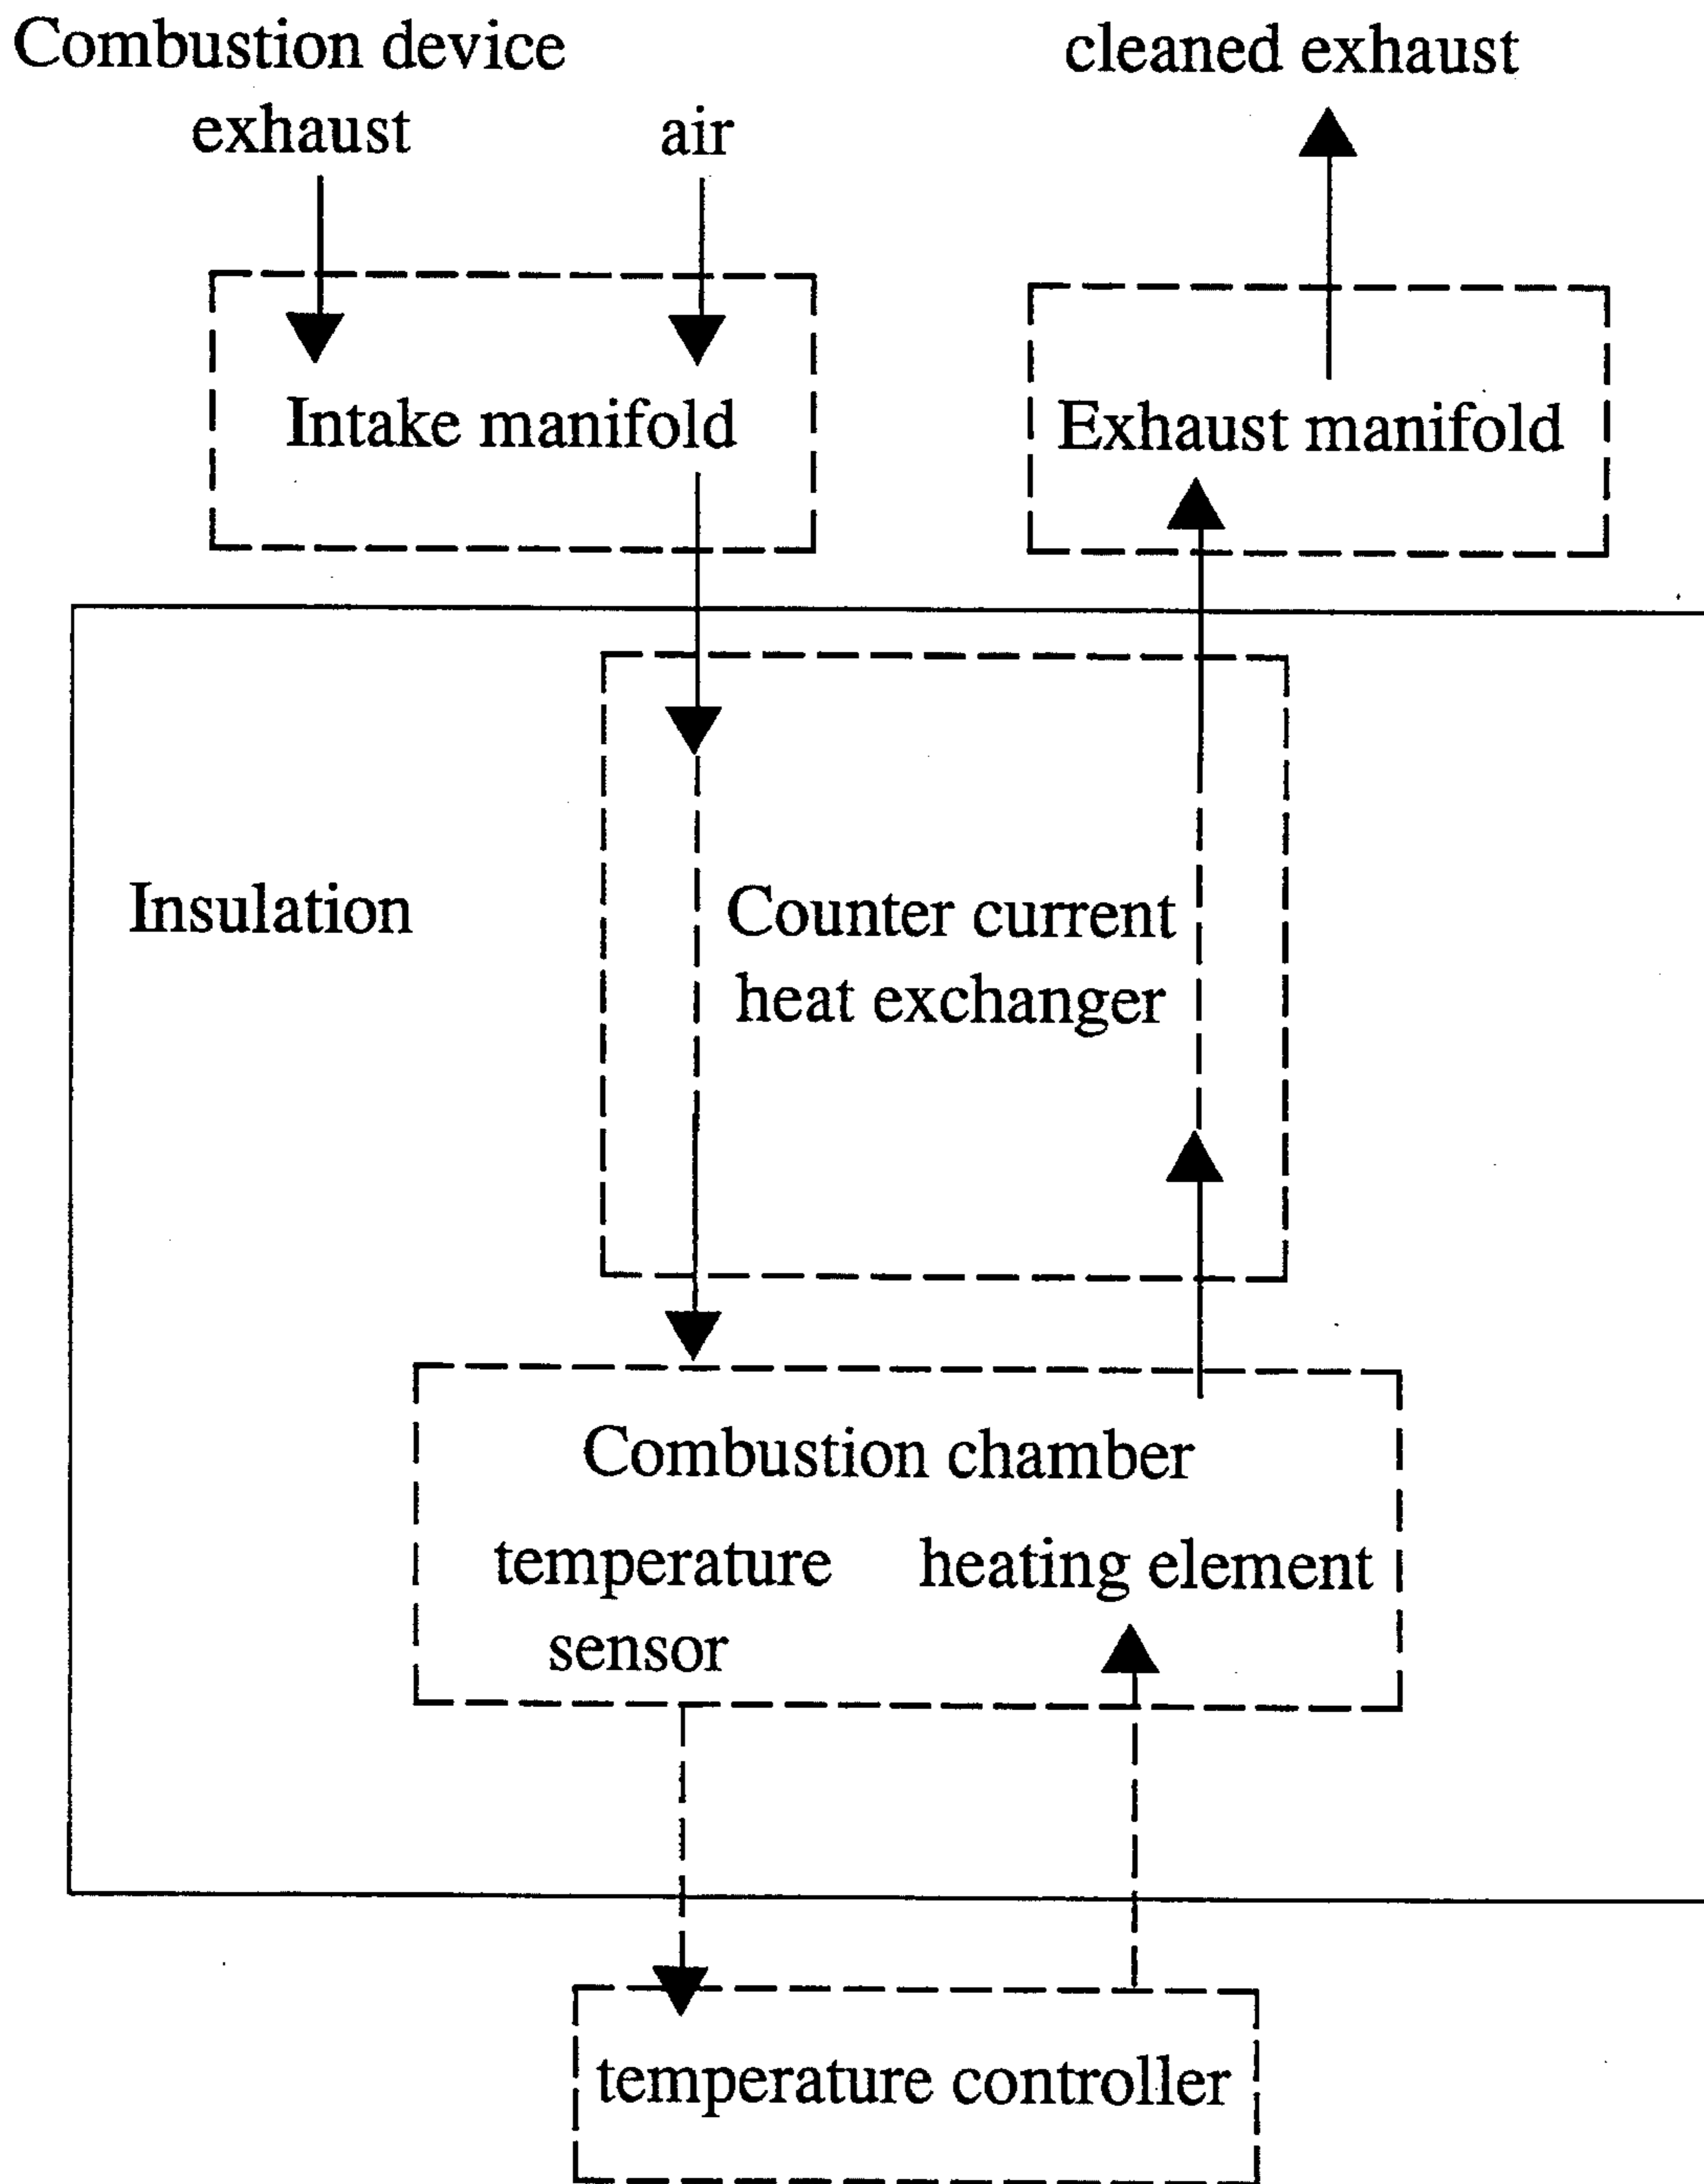 Combustion device
exhaust
air
cleaned exhaust
Intake manifold
Exhaust manifold
Insulation
Counter current
heat exchanger
Combustion chamber
temperature
sensor
heating element
temperature controller